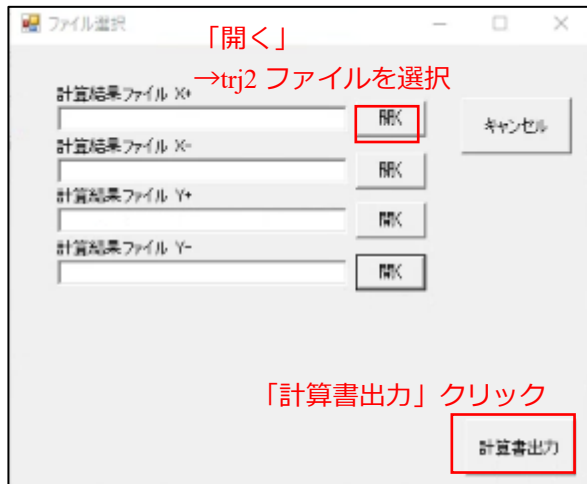 ファイル選択
「開く」
→trj2 ファイルを選択
計算結果ファイル X+
開く
キャンセル
計算結果ファイル X-
開く
計算結果ファイル Y+
開く
計算結果ファイル Y-
開く
「計算書出力」クリック
計算書出力